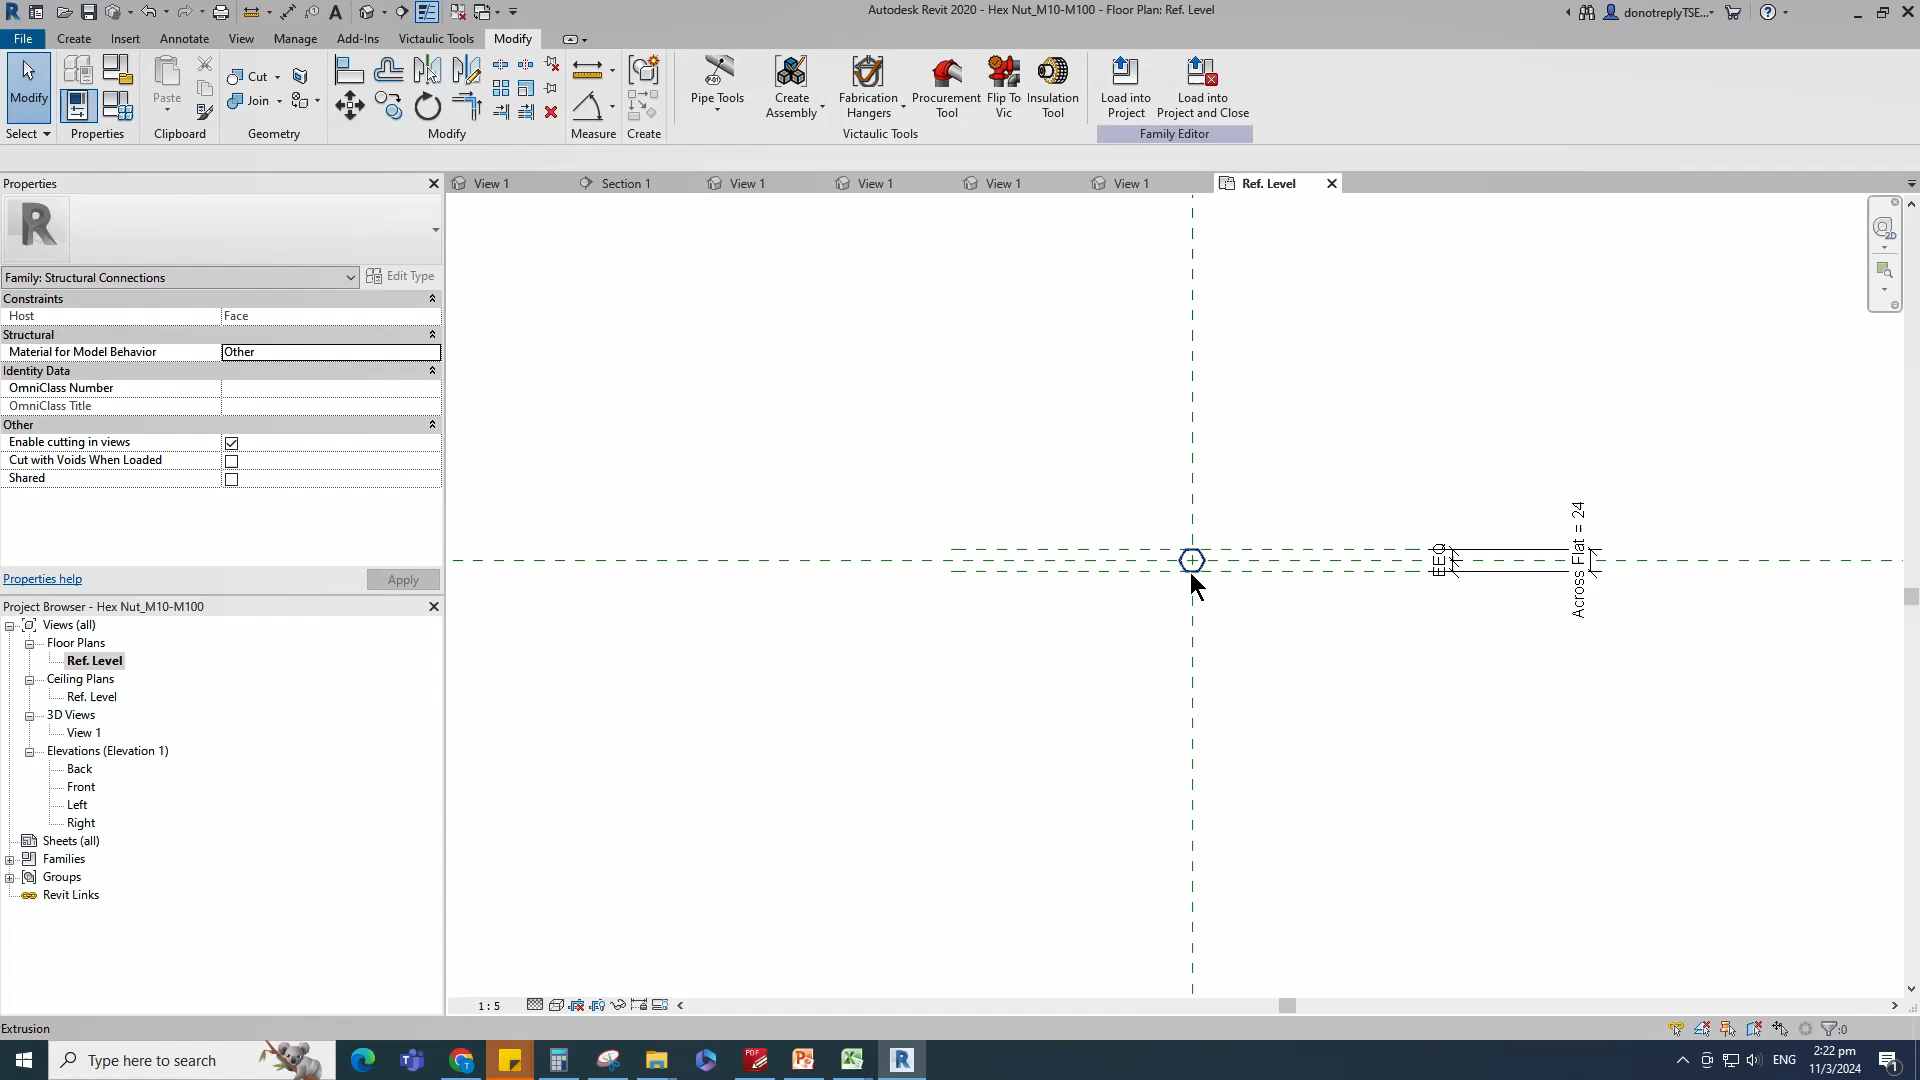 Autodesk Revit 2020 - Hex Nut_M10-M100 - Floor Plan: Ref. Level
donotreplyTSE...
File Create Insert Annotate View Manage Add-Ins Victaulic Tools Modify
Modify
Paste
Cut
Join
Pipe Tools
Create Assembly
Fabrication Hangers
Procurement Tool
Flip To Vic
Insulation Tool
Load into Project
Load into Project and Close
Select Properties Clipboard Geometry Modify Measure Create Victaulic Tools Family Editor
Properties
View 1 Section 1 View 1 View 1 View 1 View 1 Ref. Level
Family: Structural Connections
Edit Type
Constraints
Host Face
Structural
Material for Model Behavior Other
Identity Data
OmniClass Number
OmniClass Title
Other
Enable cutting in views
Cut with Voids When Loaded
Shared
Properties help
Apply
Across Flat = 24
Project Browser - Hex Nut_M10-M100
Views (all)
Floor Plans
Ref. Level
Ceiling Plans
Ref. Level
3D Views
View 1
Elevations (Elevation 1)
Back
Front
Left
Right
Sheets (all)
Families
Groups
Revit Links
1 : 5
Extrusion
:0
Type here to search
ENG
2:22 pm
11/3/2024